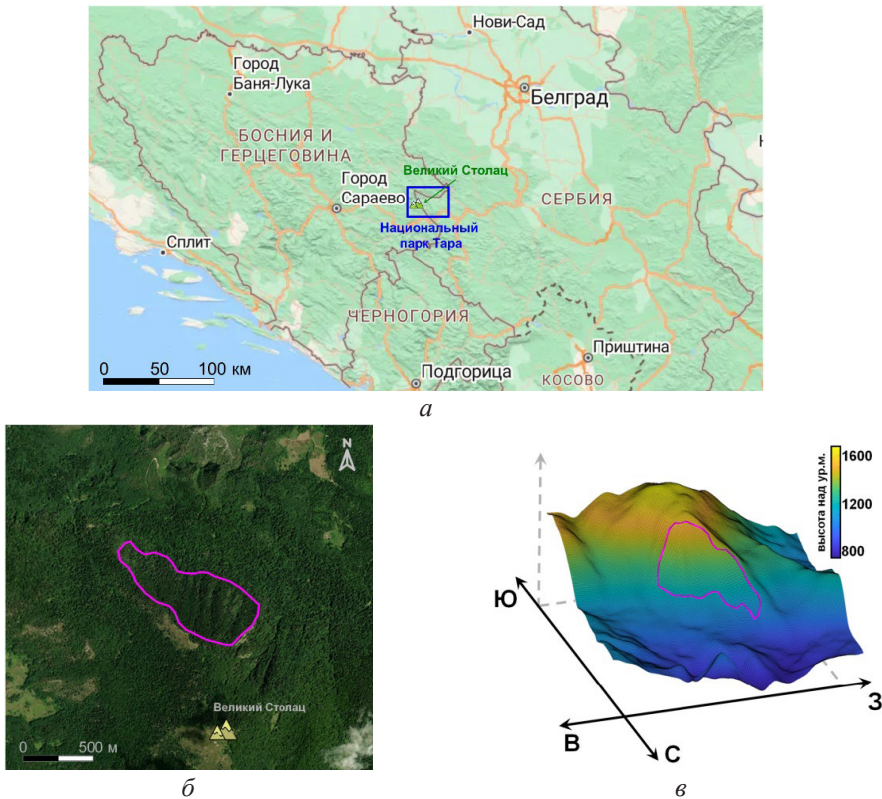 Нови-Сад
Город
Баня-Лука
Белград
БОСНИЯ И
ГЕРЦЕГОВИНА
Великий Столац
Город
Сараево
СЕРБИЯ
Национальный
парк Тара
Сплит
ЧЕРНОГОРИЯ
Приштина
Подгорица
КОСОВО
0 50 100 км
а
N
Великий Столац
0 500 м
б
высота над ур.м.
1600
1200
800
Ю
З
В
С
в